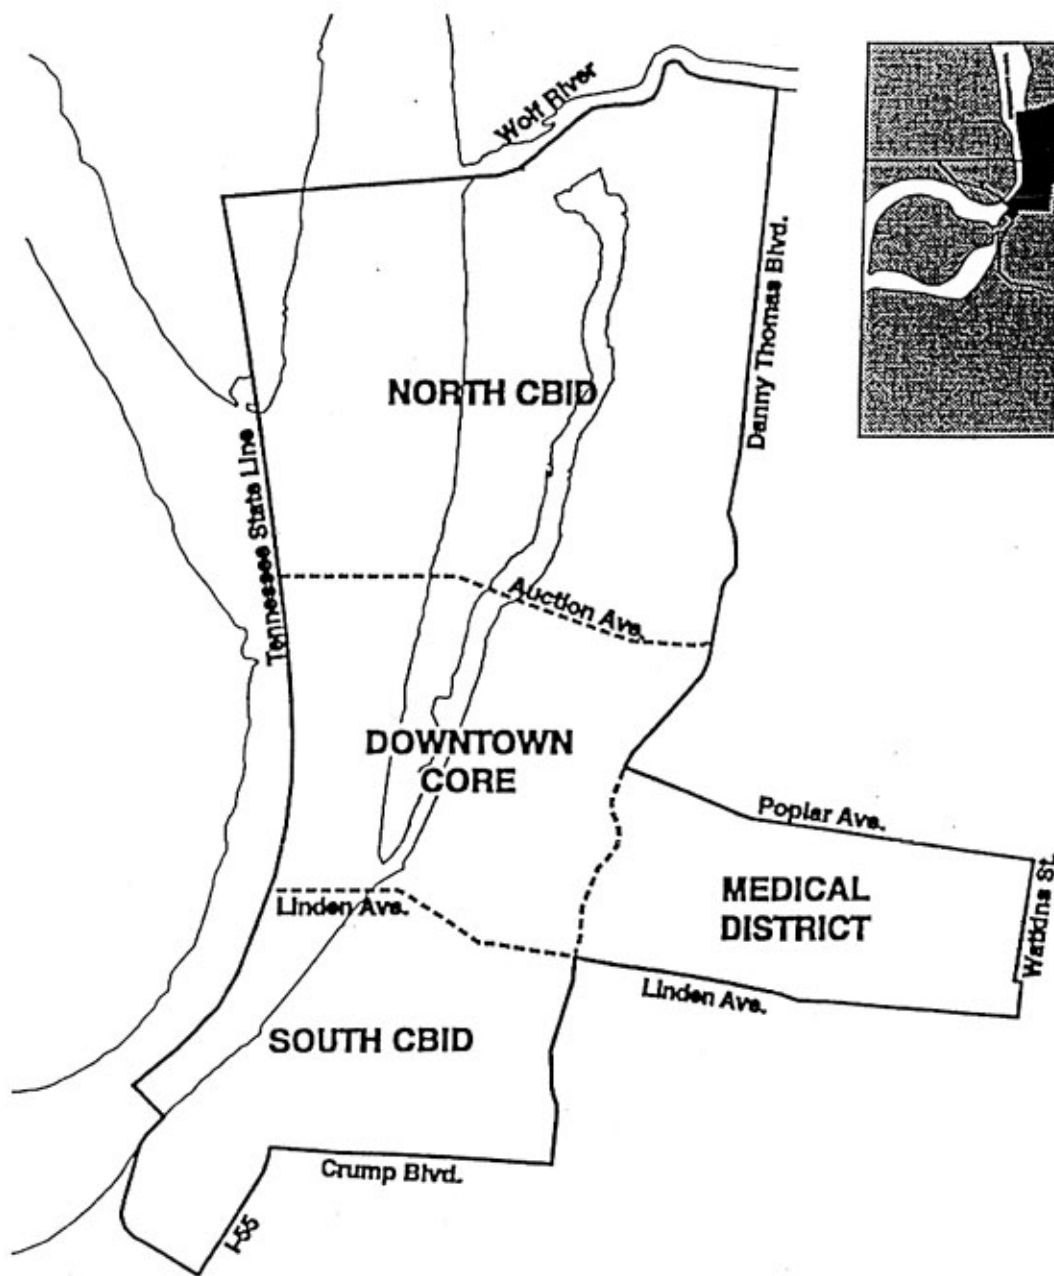 Wolf River
Danny Thomas Blvd.
NORTH CBID
Tennessee State Line
Auction Ave.
DOWNTOWN
CORE
Poplar Ave.
MEDICAL
DISTRICT
Watkins St.
Linden Ave.
Linden Ave.
SOUTH CBID
Crump Blvd.
I-55